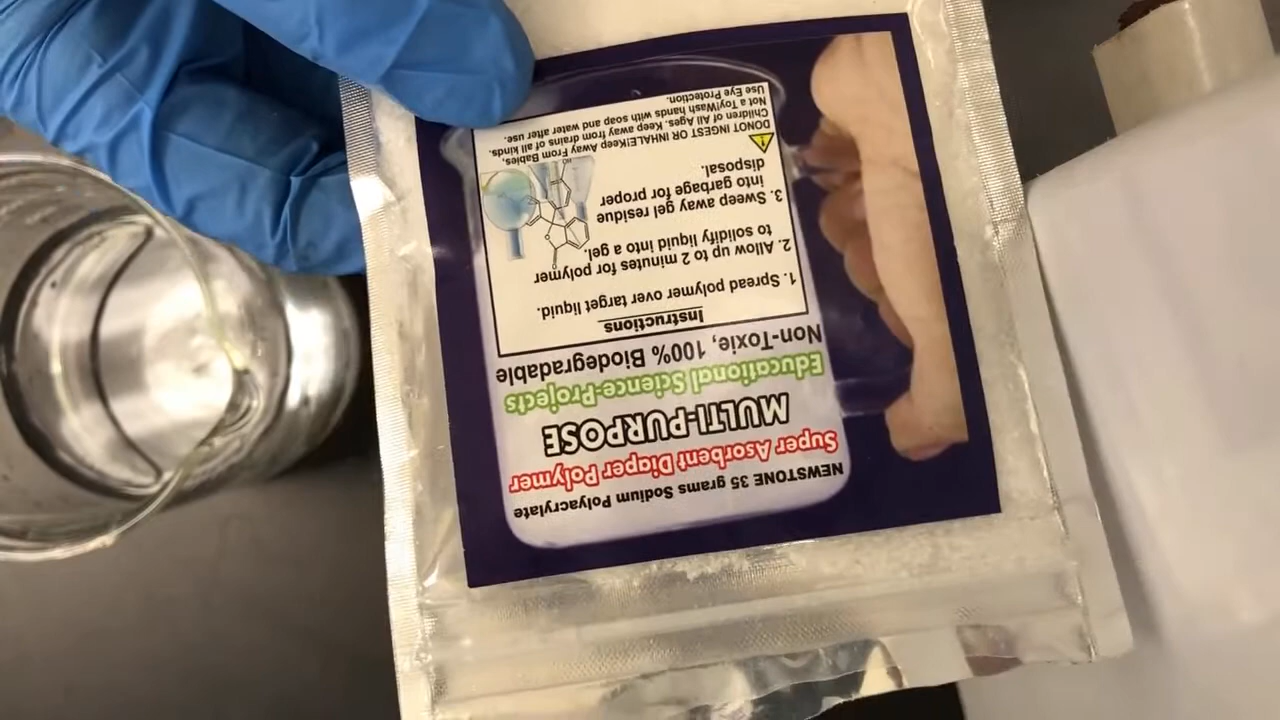 NEWSTONE 35 grams Sodium Polyacrylate
Super Asorbent Diaper Polymer
MULTI-PURPOSE
Educational Science-Projects
Non-Toxic, 100% Biodegradable
Instructions
1. Spread polymer over target liquid.
2. Allow up to 2 minutes for polymer
to solidify liquid into a gel.
3. Sweep away gel residue
into garbage for proper
disposal.
DONOT INGEST OR INHALE!Keep Away From Babies,
Children of All Ages. Keep away from drains of all kinds.
Not a Toy!Wash hands with soap and water after use.
Use Eye Protection.